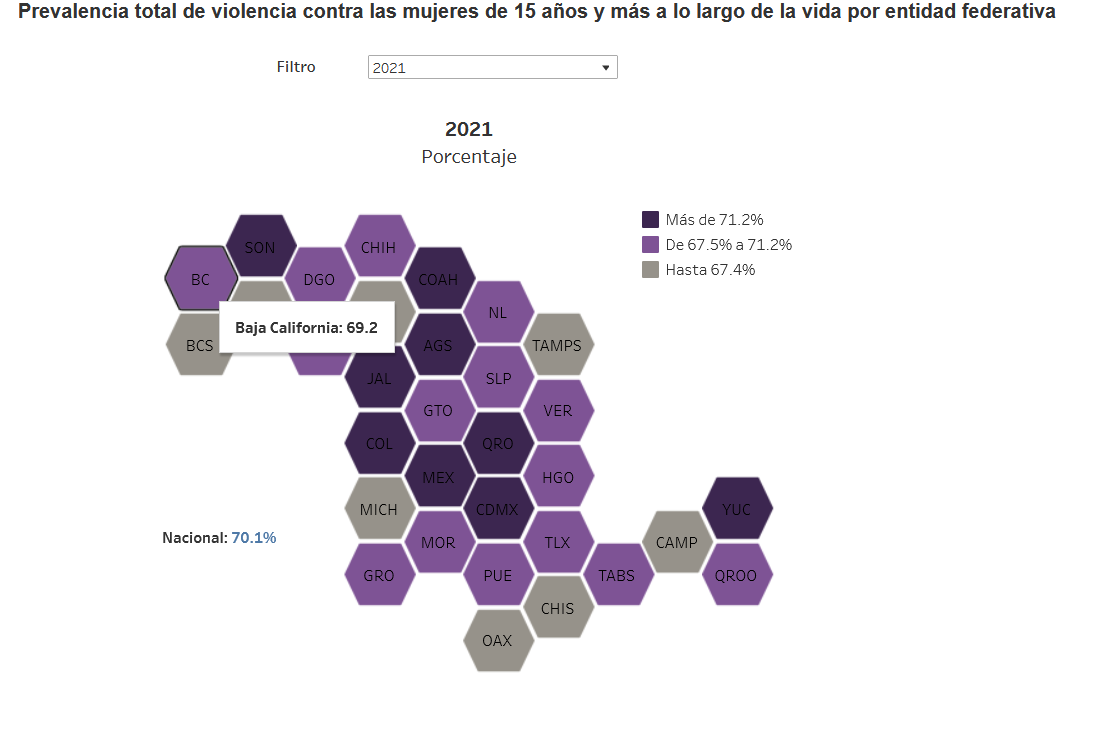 Prevalencia total de violencia contra las mujeres de 15 años y más a lo largo de la vida por entidad federativa
Filtro
2021
2021
Porcentaje
Más de 71.2%
De 67.5% a 71.2%
Hasta 67.4%
SON
CHIH
BC
DGO
COAH
NL
Baja California: 69.2
BCS
AGS
TAMPS
JAL
SLP
GTO
VER
COL
QRO
MEX
HGO
MICH
CDMX
YUC
Nacional: 70.1%
MOR
TLX
CAMP
GRO
PUE
TABS
QROO
CHIS
OAX